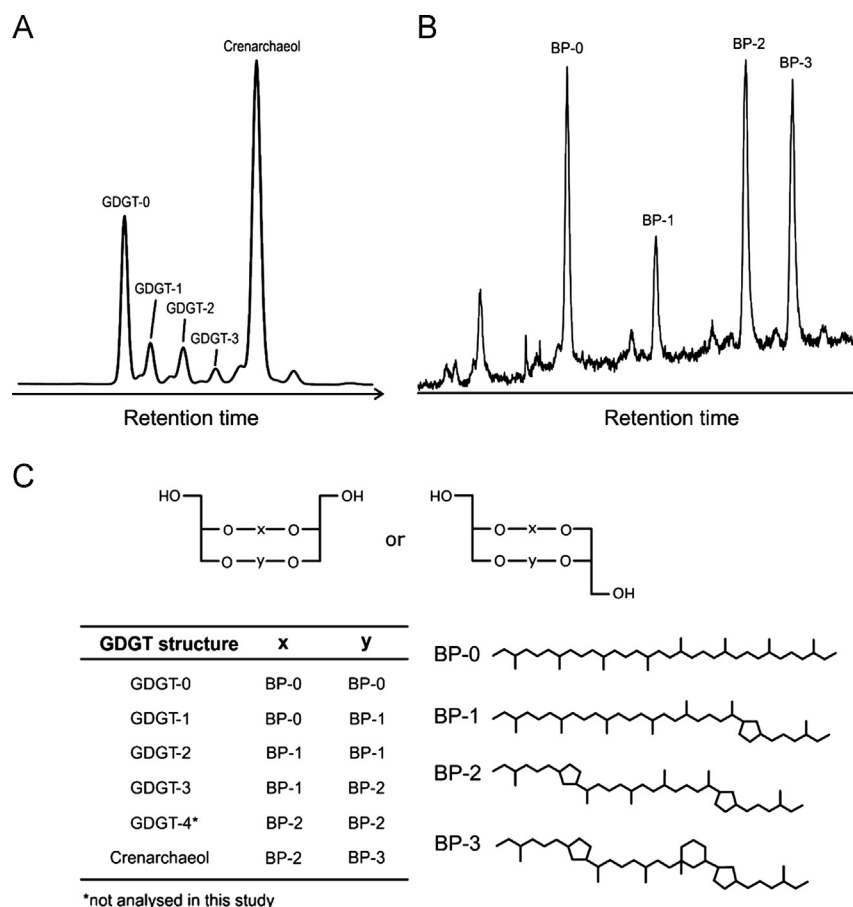 A
Crenarchaeol
GDGT-0
GDGT-1
GDGT-2
GDGT-3
Retention time
B
BP-0
BP-1
BP-2
BP-3
Retention time
C
HO
OH
O x O
O y O
or
HO
O x O
O y O
OH
GDGT structure x y
GDGT-0 BP-0 BP-0
GDGT-1 BP-0 BP-1
GDGT-2 BP-1 BP-1
GDGT-3 BP-1 BP-2
GDGT-4* BP-2 BP-2
Crenarchaeol BP-2 BP-3
*not analysed in this study
BP-0
BP-1
BP-2
BP-3